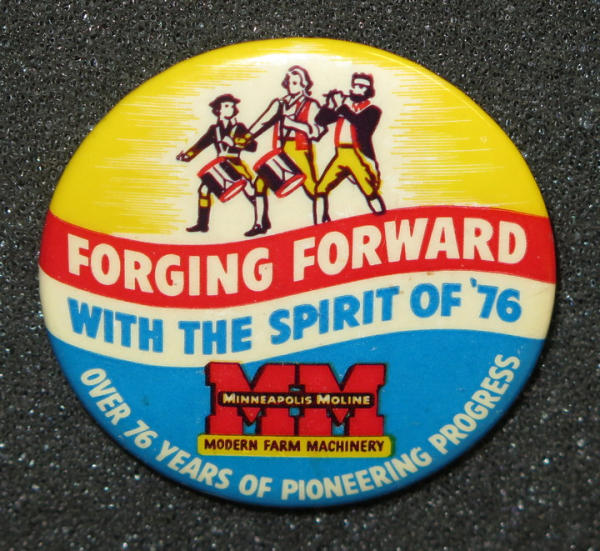 FORGING FORWARD
WITH THE SPIRIT OF '76
MM
MINNEAPOLIS MOLINE
MODERN FARM MACHINERY
OVER 76 YEARS OF PIONEERING PROGRESS